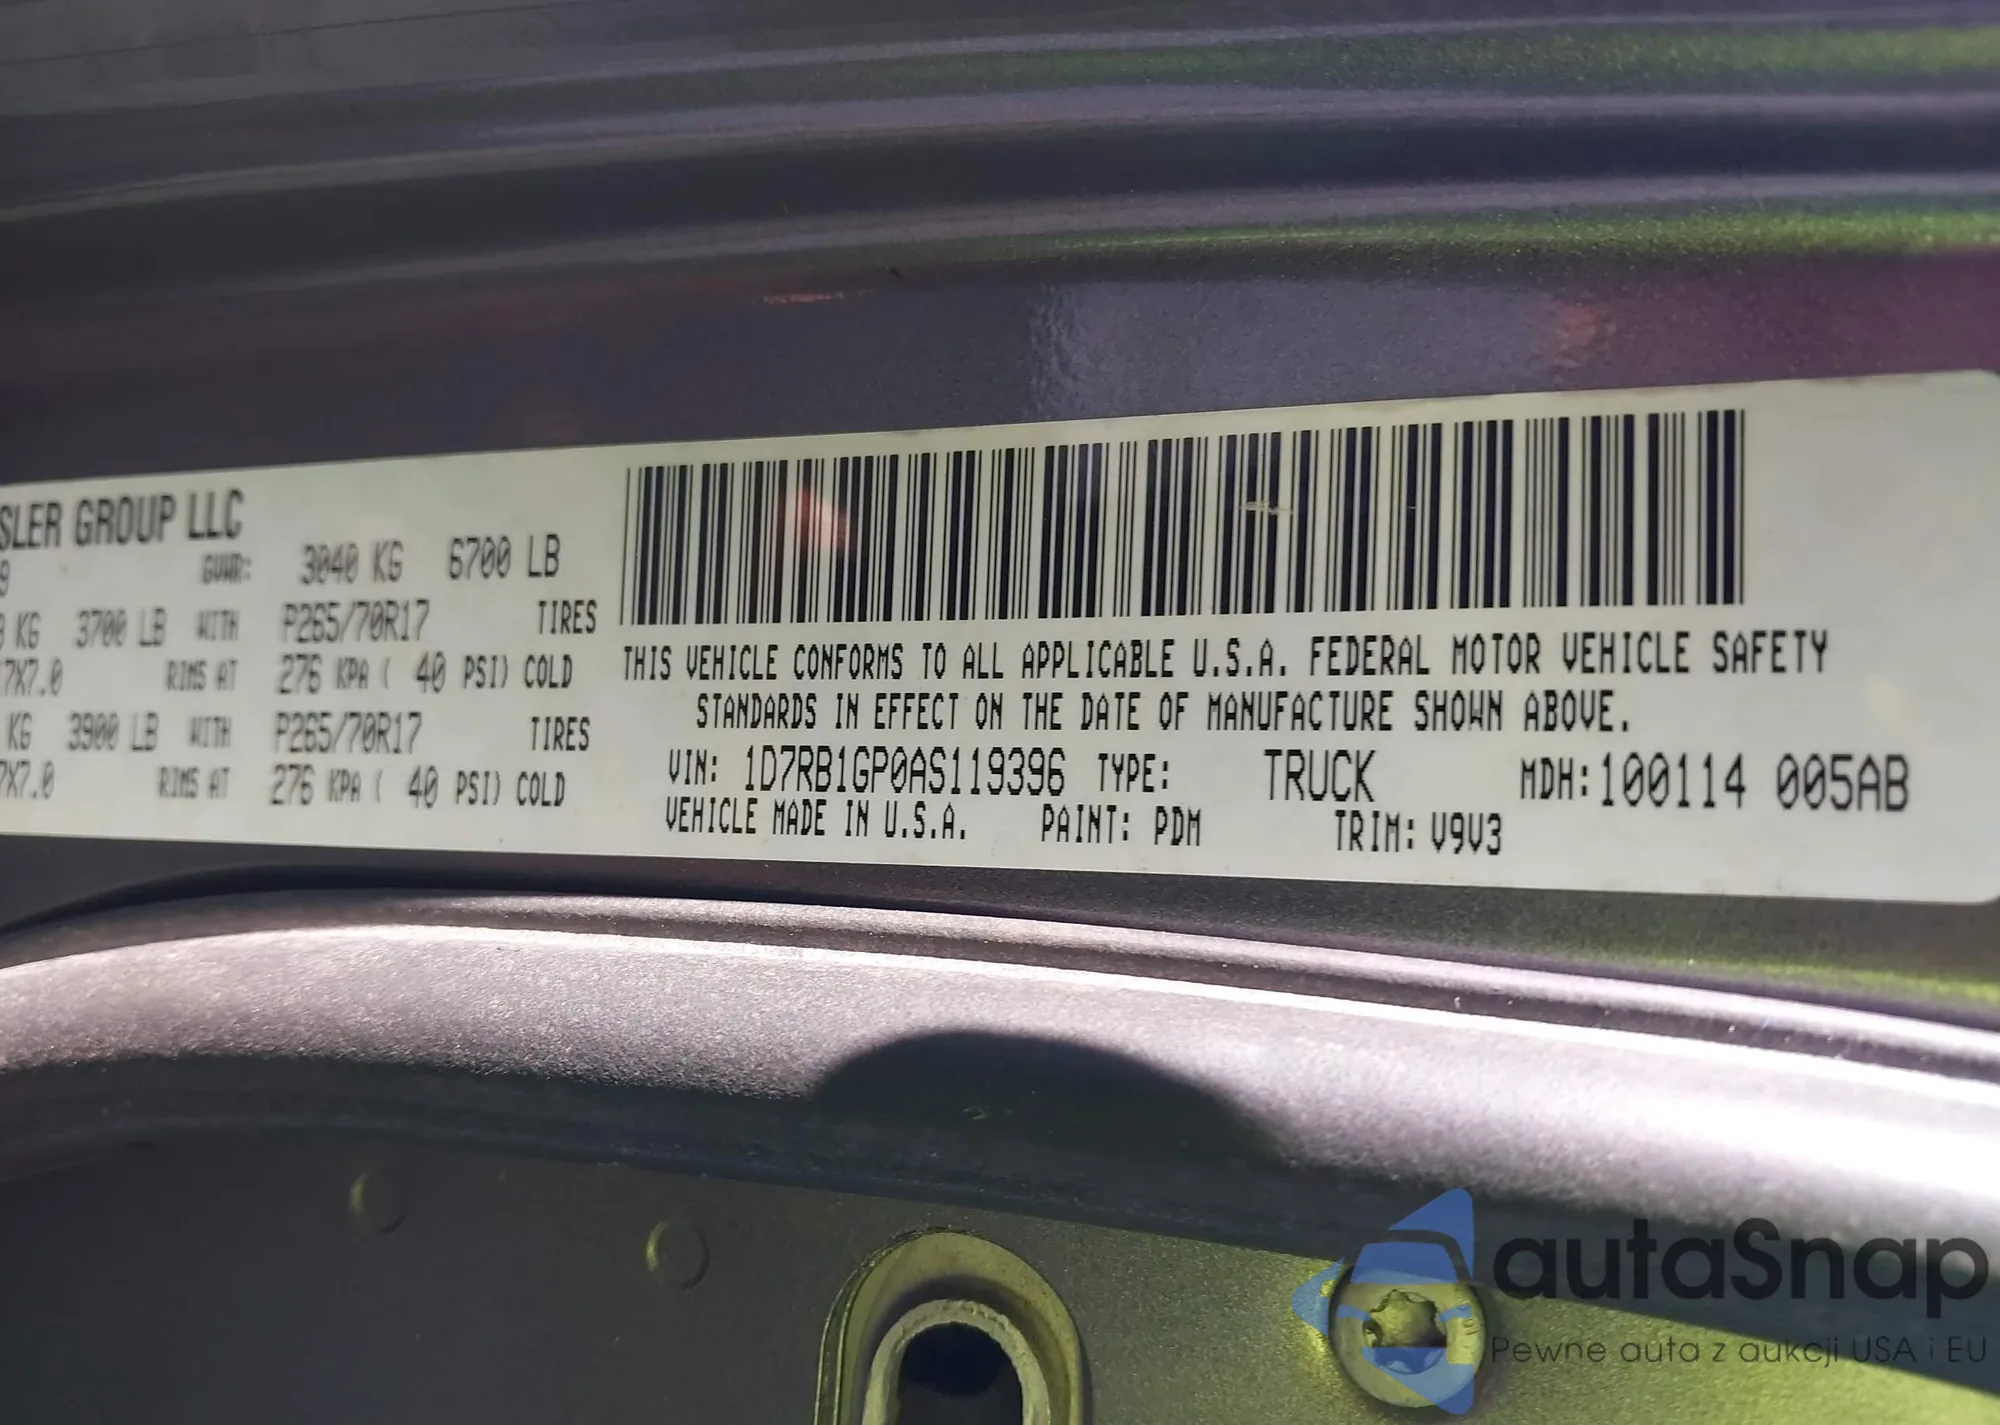 SLER GROUP LLC
9 GVWR: 3040 KG 6700 LB
KG 3700 LB WITH P265/70R17 TIRES
7X7.0 RIMS AT 276 KPA ( 40 PSI) COLD
KG 3900 LB WITH P265/70R17 TIRES
7X7.0 RIMS AT 276 KPA ( 40 PSI) COLD
THIS VEHICLE CONFORMS TO ALL APPLICABLE U.S.A. FEDERAL MOTOR VEHICLE SAFETY
STANDARDS IN EFFECT ON THE DATE OF MANUFACTURE SHOWN ABOVE.
VIN: 1D7RB1GP0AS119396 TYPE: TRUCK MDH:100114 005AB
VEHICLE MADE IN U.S.A. PAINT: PDM TRIM: V9V3
autaSnap
Pewne auta z aukcji USA i EU